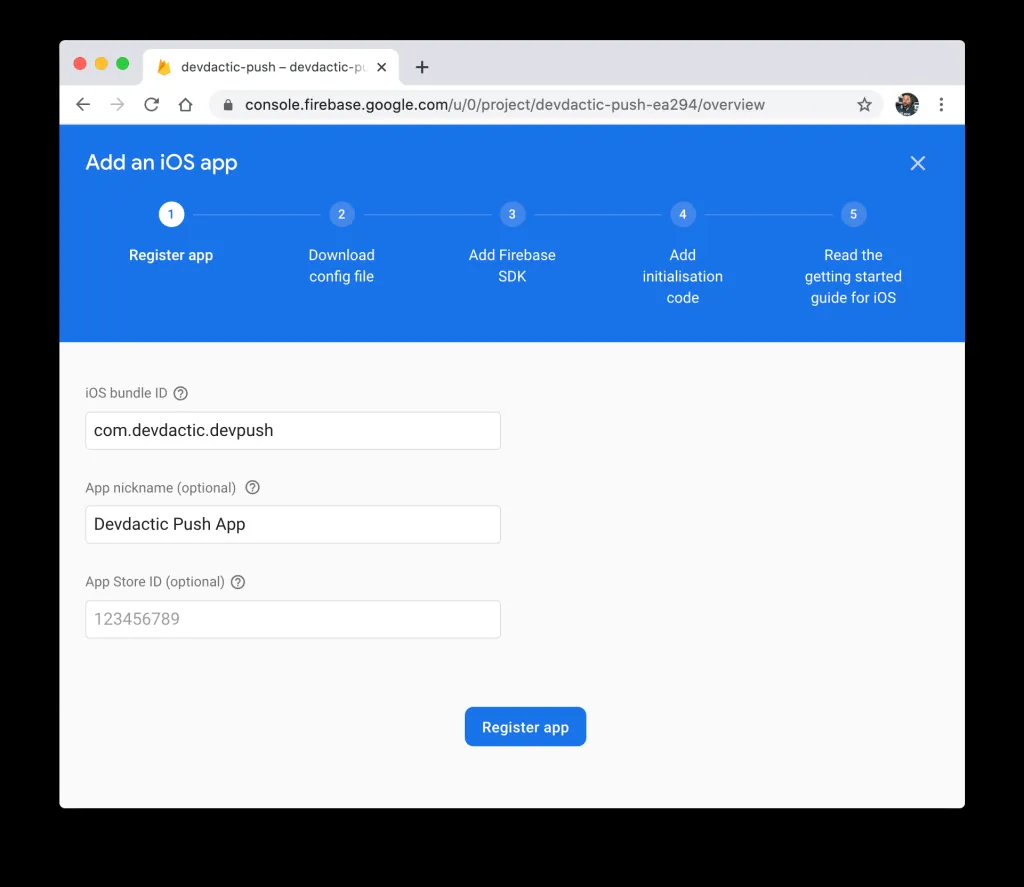 devdactic-push – devdactic-pu
console.firebase.google.com/u/0/project/devdactic-push-ea294/overview
Add an iOS app
1
2
3
4
5
Register app
Download
config file
Add Firebase
SDK
Add
initialisation
code
Read the
getting started
guide for iOS
iOS bundle ID
com.devdactic.devpush
App nickname (optional)
Devdactic Push App
App Store ID (optional)
123456789
Register app